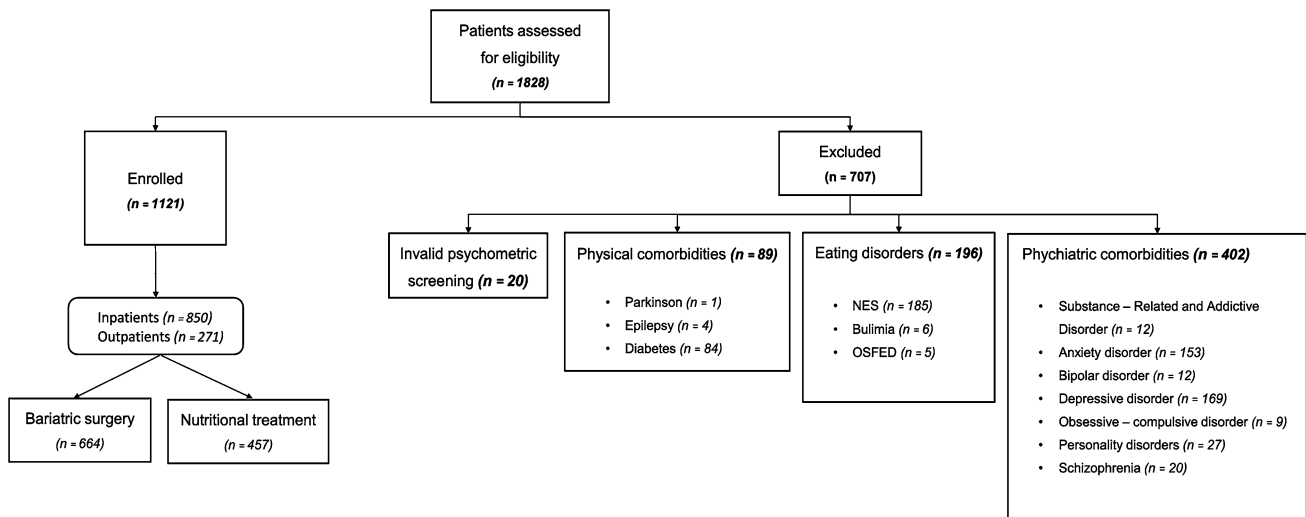 Patients assessed
for eligibility
(n = 1828)
Enrolled
(n = 1121)
Excluded
(n = 707)
Inpatients (n = 850)
Outpatients (n = 271)
Bariatric surgery
(n = 664)
Nutritional treatment
(n = 457)
Invalid psychometric
screening (n = 20)
Physical comorbidities (n = 89)
• Parkinson (n = 1)
• Epilepsy (n = 4)
• Diabetes (n = 84)
Eating disorders (n = 196)
• NES (n = 185)
• Bulimia (n = 6)
• OSFED (n = 5)
Phychiatric comorbidities (n = 402)
• Substance – Related and Addictive
Disorder (n = 12)
• Anxiety disorder (n = 153)
• Bipolar disorder (n = 12)
• Depressive disorder (n = 169)
• Obsessive – compulsive disorder (n = 9)
• Personality disorders (n = 27)
• Schizophrenia (n = 20)